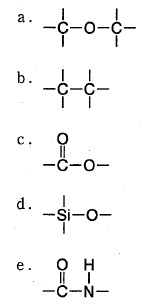 a. –C–O–C–
b. –C–C–
c. O
–C–O–
d. –Si–O–
e. O H
–C–N–